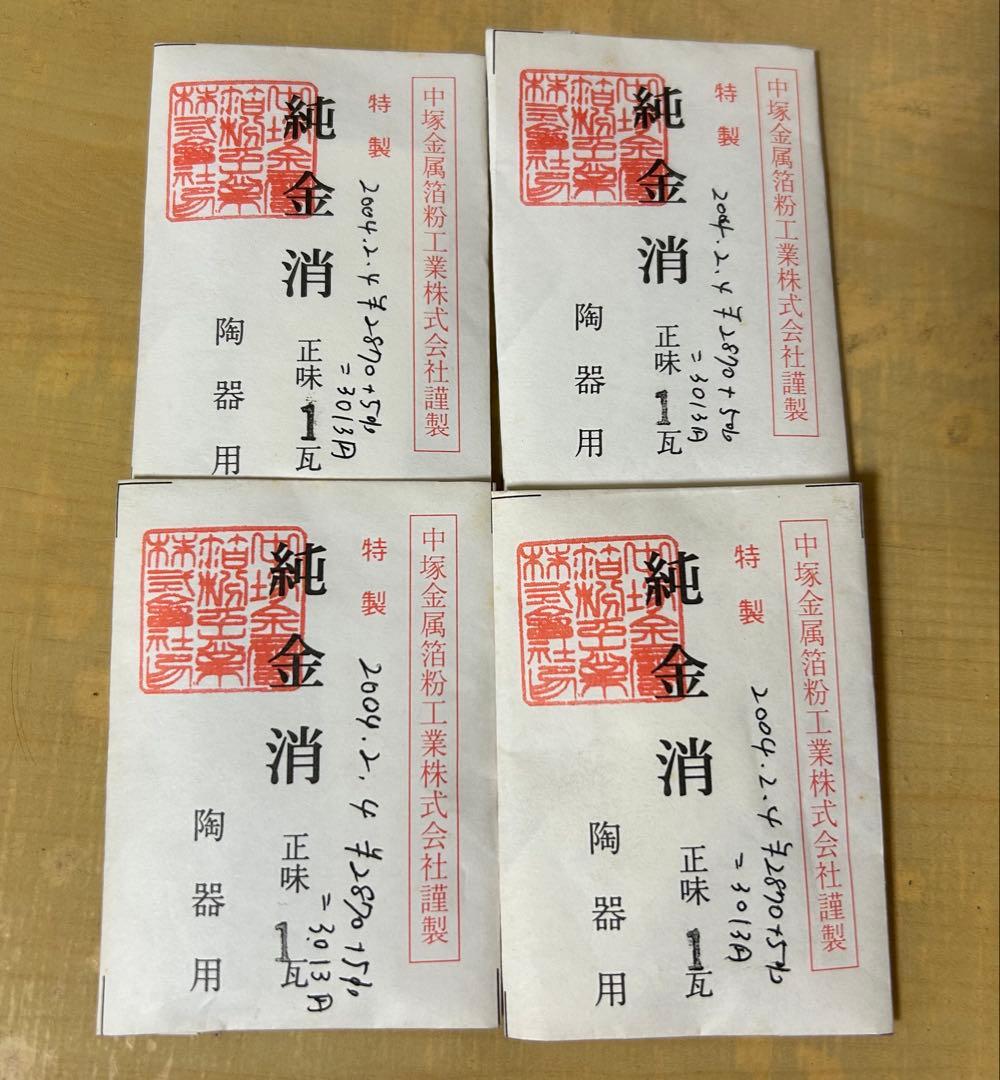 中塚金属箔粉工業株式会社謹製
特製
2004.2.4 ¥2870+5%
=3013円
純金消
正味1瓦
陶器用
中塚金属箔粉工業株式会社謹製
特製
2004.2.4 ¥2870+5%
=3013円
純金消
正味1瓦
陶器用
中塚金属箔粉工業株式会社謹製
特製
2004.2.4 ¥2870+5%
=3013円
純金消
正味1瓦
陶器用
中塚金属箔粉工業株式会社謹製
特製
2004.2.4 ¥2870+5%
=3013円
純金消
正味1瓦
陶器用